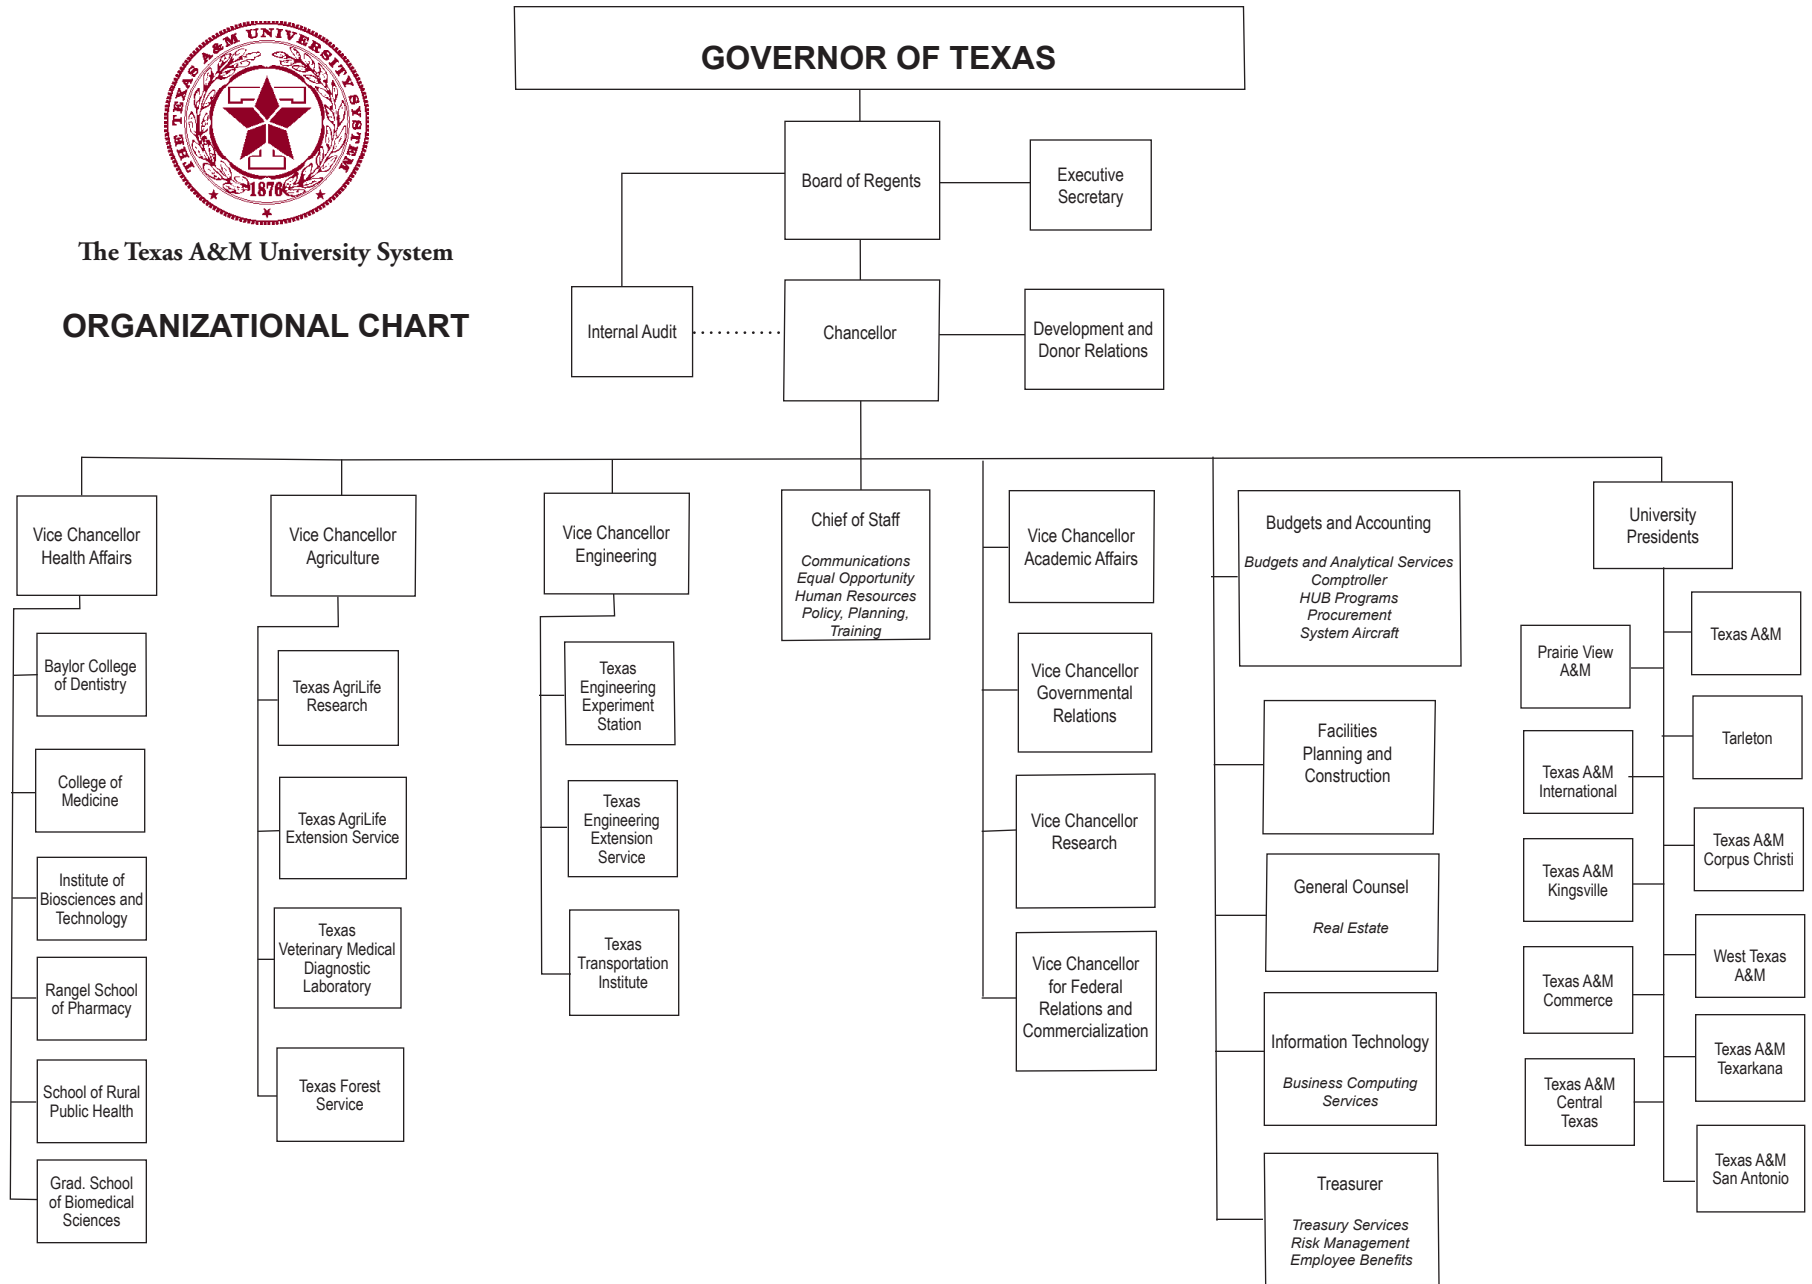 GOVERNOR OF TEXAS
THE TEXAS A&M UNIVERSITY SYSTEM
1876
The Texas A&M University System
ORGANIZATIONAL CHART
Board of Regents
Executive
Secretary
Internal Audit
Chancellor
Development and
Donor Relations
Vice Chancellor
Health Affairs
Baylor College
of Dentistry
College of
Medicine
Institute of
Biosciences and
Technology
Rangel School
of Pharmacy
School of Rural
Public Health
Grad. School
of Biomedical
Sciences
Vice Chancellor
Agriculture
Texas AgriLife
Research
Texas AgriLife
Extension Service
Texas
Veterinary Medical
Diagnostic
Laboratory
Texas Forest
Service
Vice Chancellor
Engineering
Texas
Engineering
Experiment
Station
Texas
Engineering
Extension
Service
Texas
Transportation
Institute
Chief of Staff
Communications
Equal Opportunity
Human Resources
Policy, Planning,
Training
Vice Chancellor
Academic Affairs
Vice Chancellor
Governmental
Relations
Vice Chancellor
Research
Vice Chancellor
for Federal
Relations and
Commercialization
Budgets and Accounting
Budgets and Analytical Services
Comptroller
HUB Programs
Procurement
System Aircraft
Facilities
Planning and
Construction
General Counsel
Real Estate
Information Technology
Business Computing
Services
Treasurer
Treasury Services
Risk Management
Employee Benefits
University
Presidents
Texas A&M
Prairie View
A&M
Tarleton
Texas A&M
International
Texas A&M
Corpus Christi
Texas A&M
Kingsville
West Texas
A&M
Texas A&M
Commerce
Texas A&M
Texarkana
Texas A&M
Central
Texas
Texas A&M
San Antonio